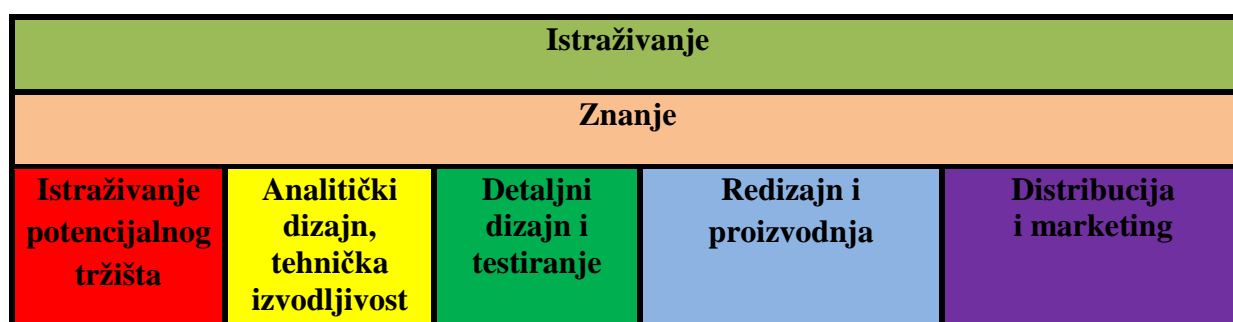 Istraživanje
Znanje
Istraživanje
potencijalnog
tržišta
Analitički
dizajn,
tehnička
izvodljivost
Detaljni
dizajn i
testiranje
Redizajn i
proizvodnja
Distribucija
i marketing